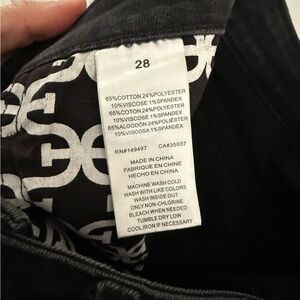 28
65%COTTON 24%POLYESTER
10%VISCOSE 1%SPANDEX
65%COTTON 24%POLYESTER
10%VISCOSE 1%SPANDEX
65%ALGODÓN 24%POLIÉSTER
10%VISCOSA 1%SPANDEX
RN#149497 CA#35037
MADE IN CHINA
FABRIQUE EN CHINE
HECHO EN CHINA
MACHINE WASH COLD
WASH WITH LIKE COLORS
WASH INSIDE OUT
ONLY NON-CHLORINE
BLEACH WHEN NEEDED
TUMBLE DRY LOW
COOL IRON IF NECESSARY